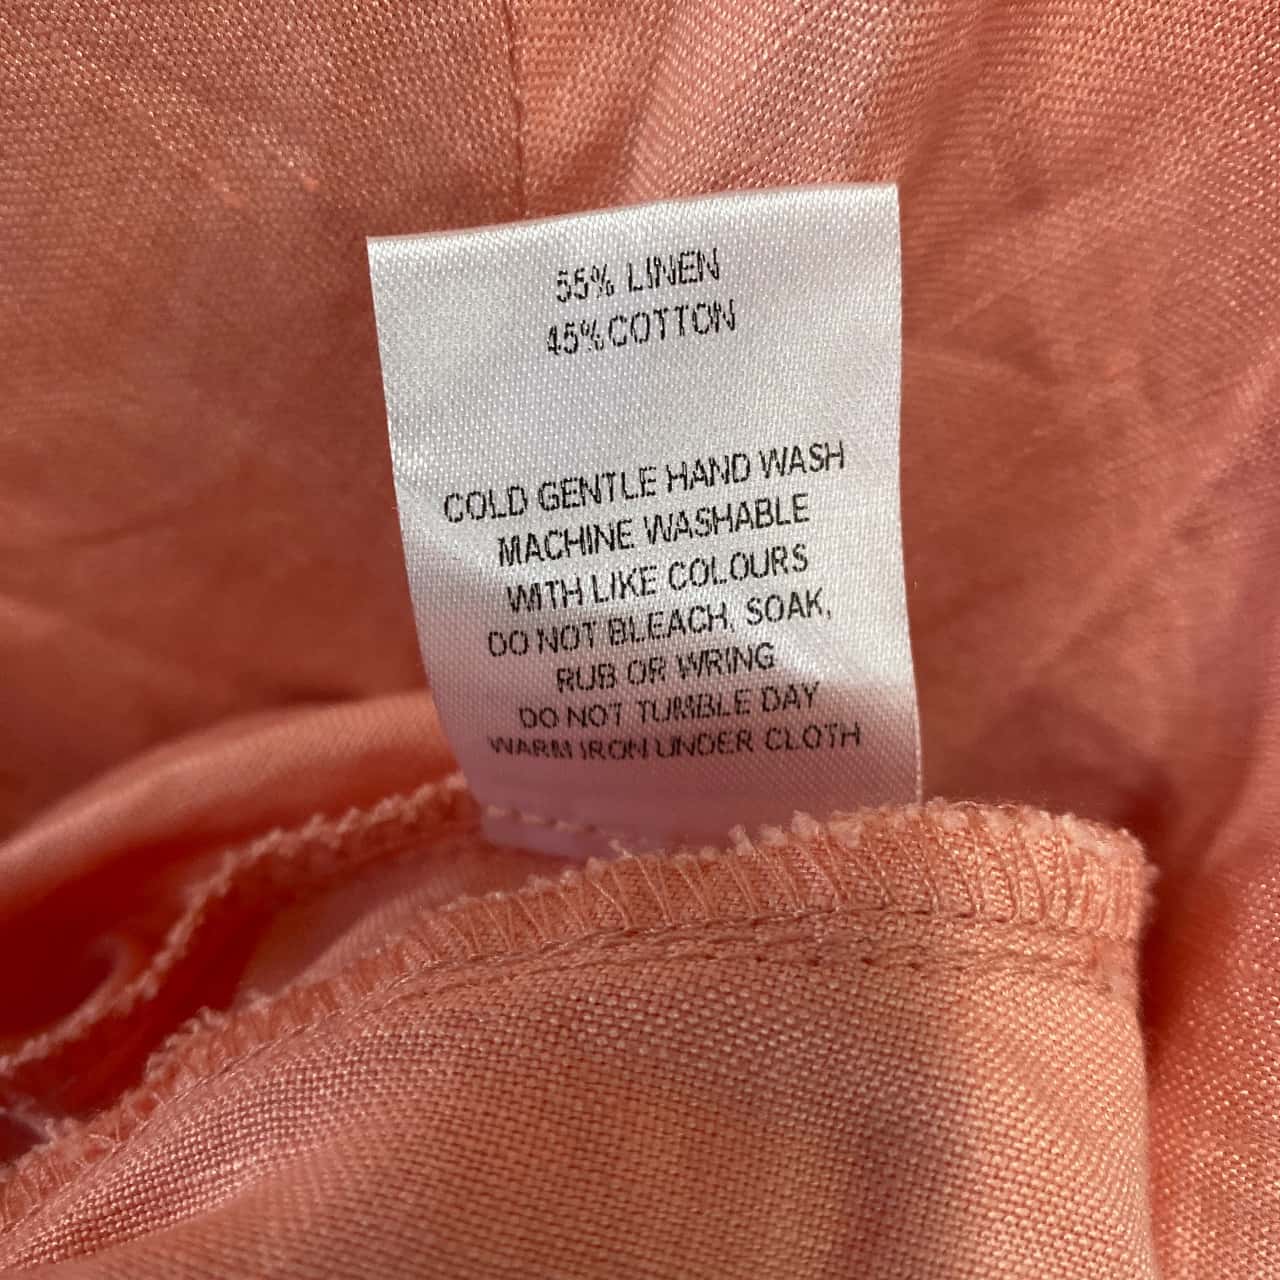 55% LINEN
45%COTTON
COLD GENTLE HAND WASH
MACHINE WASHABLE
WITH LIKE COLOURS
DO NOT BLEACH, SOAK,
RUB OR WRING
DO NOT TUMBLE DAY
WARM IRON UNDER CLOTH